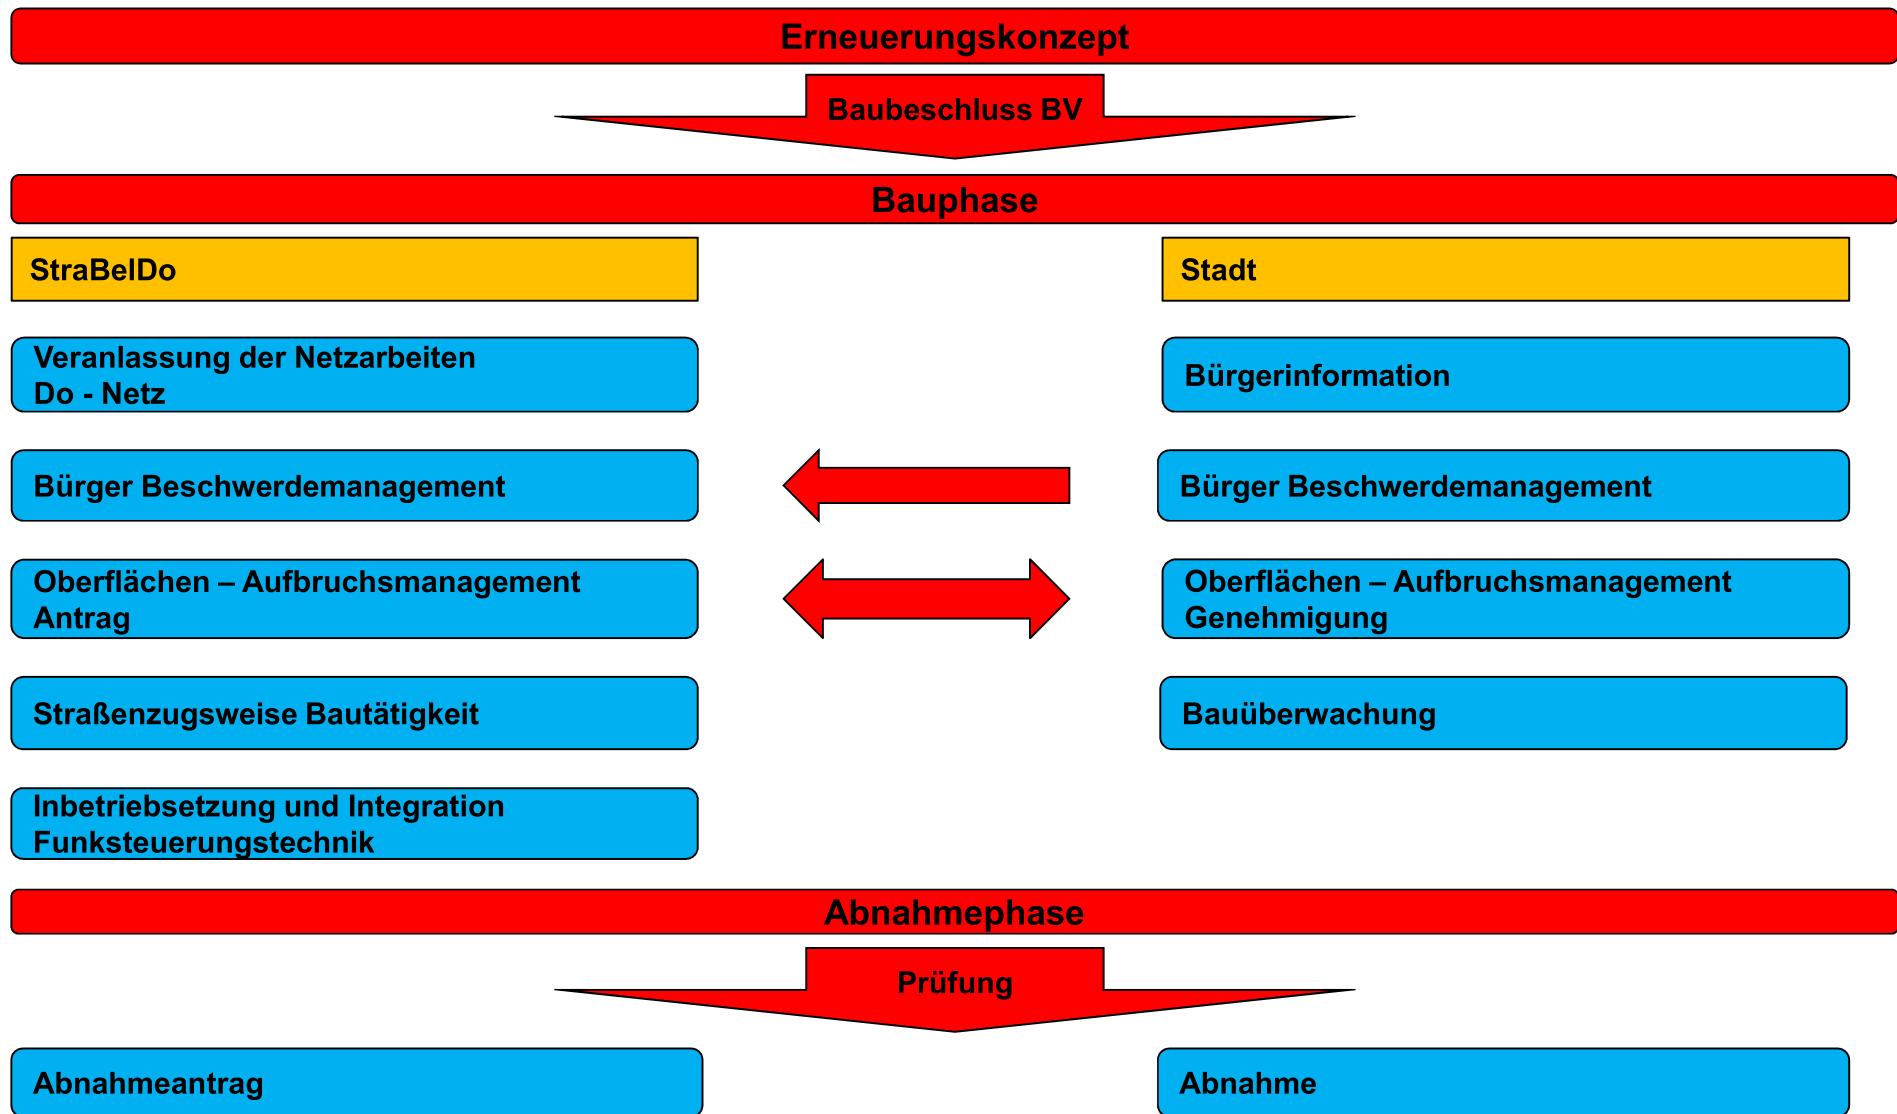 Erneuerungskonzept
Baubeschluss BV
Bauphase
StraBelDo
Stadt
Veranlassung der Netzarbeiten
Do - Netz
Bürgerinformation
Bürger Beschwerdemanagement
Bürger Beschwerdemanagement
Oberflächen – Aufbruchsmanagement
Antrag
Oberflächen – Aufbruchsmanagement
Genehmigung
Straßenzugsweise Bautätigkeit
Bauüberwachung
Inbetriebsetzung und Integration
Funksteuerungstechnik
Abnahmephase
Prüfung
Abnahmeantrag
Abnahme